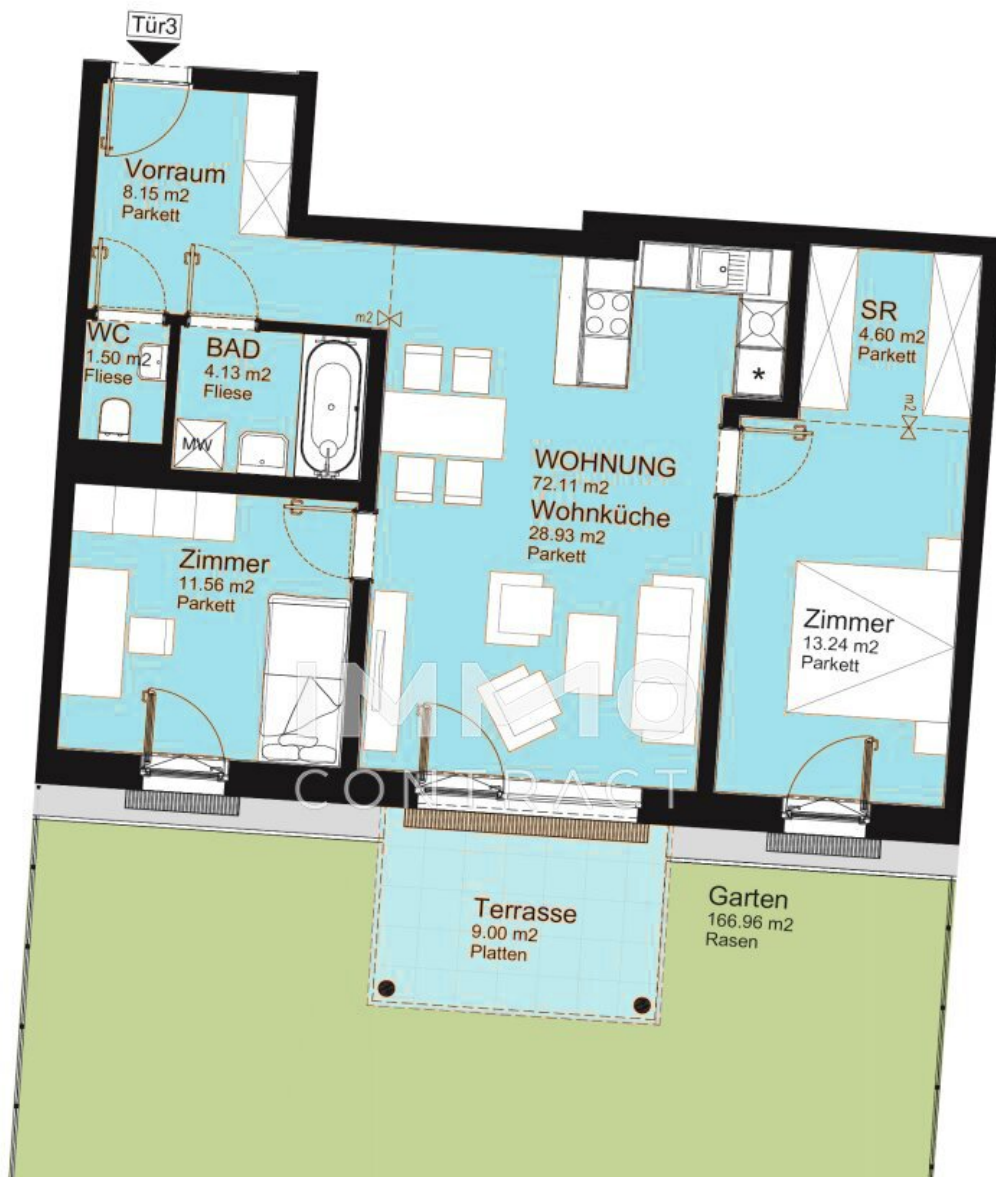 Tür3
Vorraum
8.15 m2
Parkett
WC
1.50 m2
Fliese
BAD
4.13 m2
Fliese
MW
m2
SR
4.60 m2
Parkett
m2
*
WOHNUNG
72.11 m2
Wohnküche
28.93 m2
Parkett
Zimmer
11.56 m2
Parkett
Zimmer
13.24 m2
Parkett
IMMO
CONTRACT
Terrasse
9.00 m2
Platten
Garten
166.96 m2
Rasen